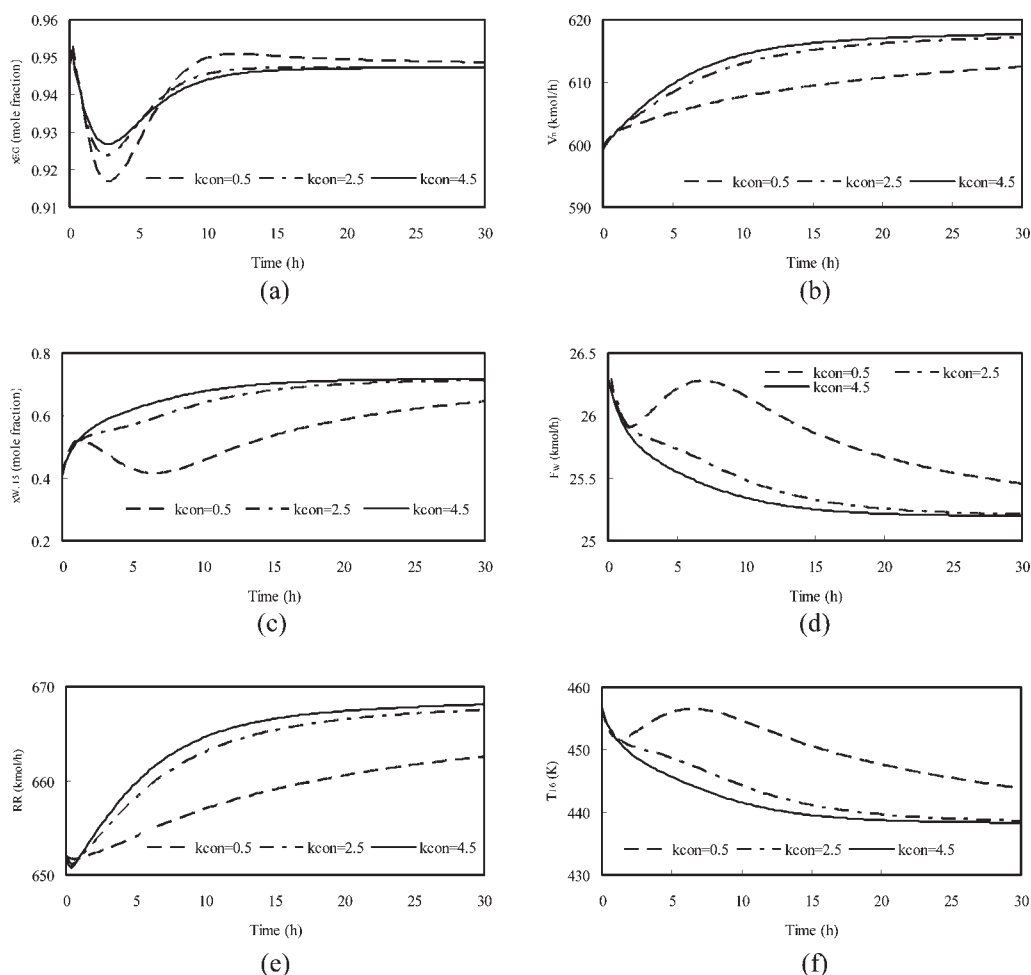 0.96
0.95
0.94
0.93
0.92
0.91
xEG (mole fraction)
kcon=0.5 kcon=2.5 kcon=4.5
0 5 10 15 20 25 30
Time (h)
(a)
620
610
600
590
Vn (kmol/h)
kcon=0.5 kcon=2.5 kcon=4.5
0 5 10 15 20 25 30
Time (h)
(b)
0.8
0.6
0.4
0.2
xW,15 (mole fraction)
kcon=0.5 kcon=2.5 kcon=4.5
0 5 10 15 20 25 30
Time (h)
(c)
26.5
26
25.5
25
FW (kmol/h)
kcon=0.5 kcon=2.5
kcon=4.5
0 5 10 15 20 25 30
Time (h)
(d)
670
660
650
RR (kmol/h)
kcon=0.5 kcon=2.5 kcon=4.5
0 5 10 15 20 25 30
Time (h)
(e)
460
450
440
430
T16 (K)
kcon=0.5 kcon=2.5 kcon=4.5
0 5 10 15 20 25 30
Time (h)
(f)